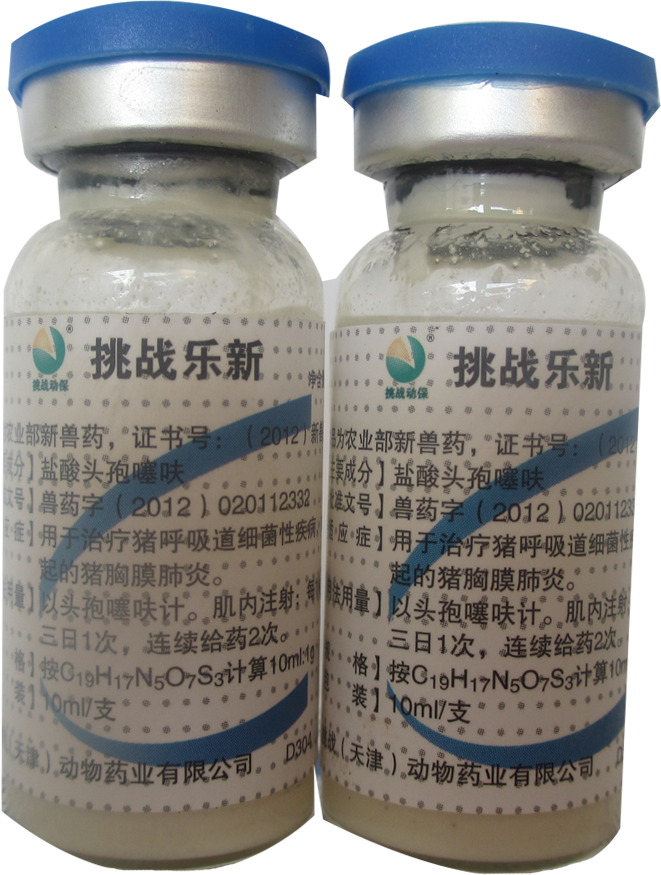 挑战动保
挑战乐新
净含
农业部新兽药，证书号：（2012）新兽
成分】盐酸头孢噻呋
文号】兽药字（2012）020112332
应·症】用于治疗猪呼吸道细菌性疾病，
起的猪胸膜肺炎。
用量】以头孢噻呋计。肌内注射：每
三日1次，连续给药2次。
格】按C19H17N5O7S3计算10ml:1g
装】10ml/支
（天津）动物药业有限公司 D304
®
挑战动保
挑战乐新
为农业部新兽药，证书号：（2012
主要成分】盐酸头孢噻呋
准文号】兽药字（2012）020112332
应·症】用于治疗猪呼吸道细菌性
起的猪胸膜肺炎。
用量】以头孢噻呋计。肌内注射：
三日1次，连续给药2次。
格】按C19H17N5O7S3计算10m
装】10ml/支
（天津）动物药业有限公司